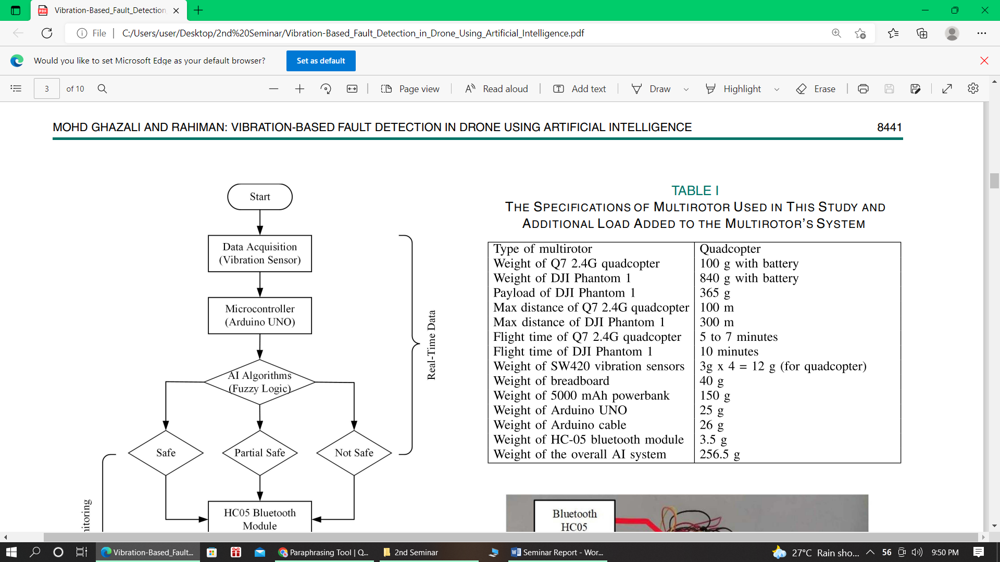 Vibration-Based_Fault_Detection
File
C:/Users/user/Desktop/2nd%20Seminar/Vibration-Based_Fault_Detection_in_Drone_Using_Artificial_Intelligence.pdf
Would you like to set Microsoft Edge as your default browser?
Set as default
3 of 10
Page view
Read aloud
Add text
Draw
Highlight
Erase
MOHD GHAZALI AND RAHIMAN: VIBRATION-BASED FAULT DETECTION IN DRONE USING ARTIFICIAL INTELLIGENCE 8441
Start
Data Acquisition
(Vibration Sensor)
Microcontroller
(Arduino UNO)
AI Algorithms
(Fuzzy Logic)
Safe
Partial Safe
Not Safe
HC05 Bluetooth
Module
Real-Time Data
TABLE I
THE SPECIFICATIONS OF MULTIROTOR USED IN THIS STUDY AND
ADDITIONAL LOAD ADDED TO THE MULTIROTOR'S SYSTEM
Type of multirotor Quadcopter
Weight of Q7 2.4G quadcopter 100 g with battery
Weight of DJI Phantom 1 840 g with battery
Payload of DJI Phantom 1 365 g
Max distance of Q7 2.4G quadcopter 100 m
Max distance of DJI Phantom 1 300 m
Flight time of Q7 2.4G quadcopter 5 to 7 minutes
Flight time of DJI Phantom 1 10 minutes
Weight of SW420 vibration sensors 3g x 4 = 12 g (for quadcopter)
Weight of breadboard 40 g
Weight of 5000 mAh powerbank 150 g
Weight of Arduino UNO 25 g
Weight of Arduino cable 26 g
Weight of HC-05 bluetooth module 3.5 g
Weight of the overall AI system 256.5 g
Bluetooth
HC05
Vibration-Based_Fault...
Paraphrasing Tool | Q...
2nd Seminar
Seminar Report - Wor...
27°C Rain sho...
56
9:50 PM